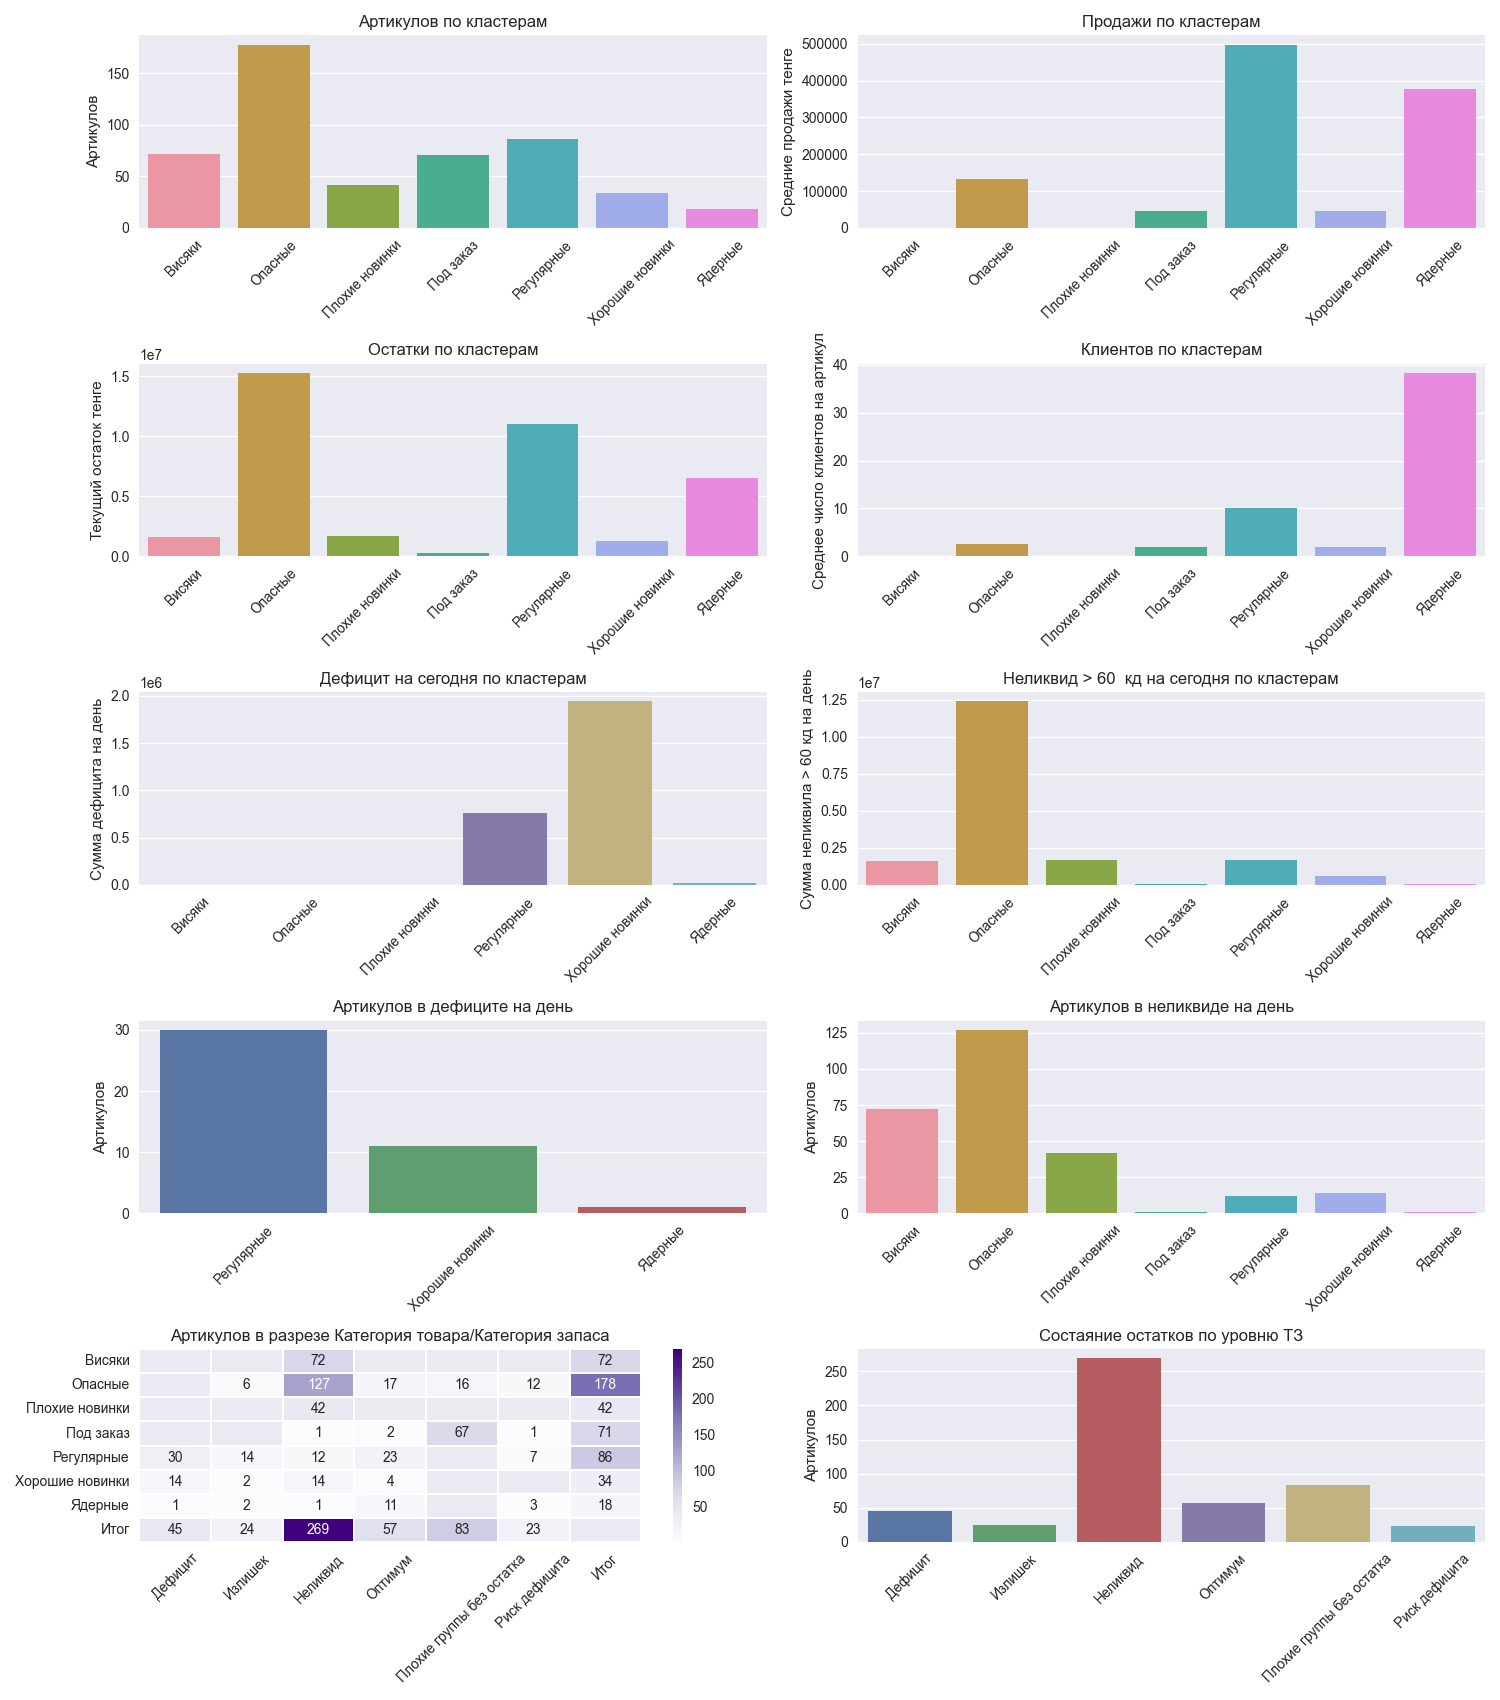 Артикулов по кластерам
Артикулов
150
100
50
0
Висяки
Опасные
Плохие новинки
Под заказ
Регулярные
Хорошие новинки
Ядерные
Продажи по кластерам
Средние продажи тенге
500000
400000
300000
200000
100000
0
Висяки
Опасные
Плохие новинки
Под заказ
Регулярные
Хорошие новинки
Ядерные
Остатки по кластерам
1e7
Текущий остаток тенге
1.5
1.0
0.5
0.0
Висяки
Опасные
Плохие новинки
Под заказ
Регулярные
Хорошие новинки
Ядерные
Клиентов по кластерам
Среднее число клиентов на артикул
40
30
20
10
0
Висяки
Опасные
Плохие новинки
Под заказ
Регулярные
Хорошие новинки
Ядерные
Дефицит на сегодня по кластерам
1e6
Сумма дефицита на день
2.0
1.5
1.0
0.5
0.0
Висяки
Опасные
Плохие новинки
Регулярные
Хорошие новинки
Ядерные
Неликвид > 60  кд на сегодня по кластерам
1e7
Сумма неликвила > 60 кд на день
1.25
1.00
0.75
0.50
0.25
0.00
Висяки
Опасные
Плохие новинки
Под заказ
Регулярные
Хорошие новинки
Ядерные
Артикулов в дефиците на день
Артикулов
30
20
10
0
Регулярные
Хорошие новинки
Ядерные
Артикулов в неликвиде на день
Артикулов
125
100
75
50
25
0
Висяки
Опасные
Плохие новинки
Под заказ
Регулярные
Хорошие новинки
Ядерные
Артикулов в разрезе Категория товара/Категория запаса
Висяки 72 72
Опасные 6 127 17 16 12 178
Плохие новинки 42 42
Под заказ 1 2 67 1 71
Регулярные 30 14 12 23 7 86
Хорошие новинки 14 2 14 4 34
Ядерные 1 2 1 11 3 18
Итог 45 24 269 57 83 23
Дефицит
Излишек
Неликвид
Оптимум
Плохие группы без остатка
Риск дефицита
Итог
250
200
150
100
50
Состаяние остатков по уровню ТЗ
Артикулов
250
200
150
100
50
0
Дефицит
Излишек
Неликвид
Оптимум
Плохие группы без остатка
Риск дефицита